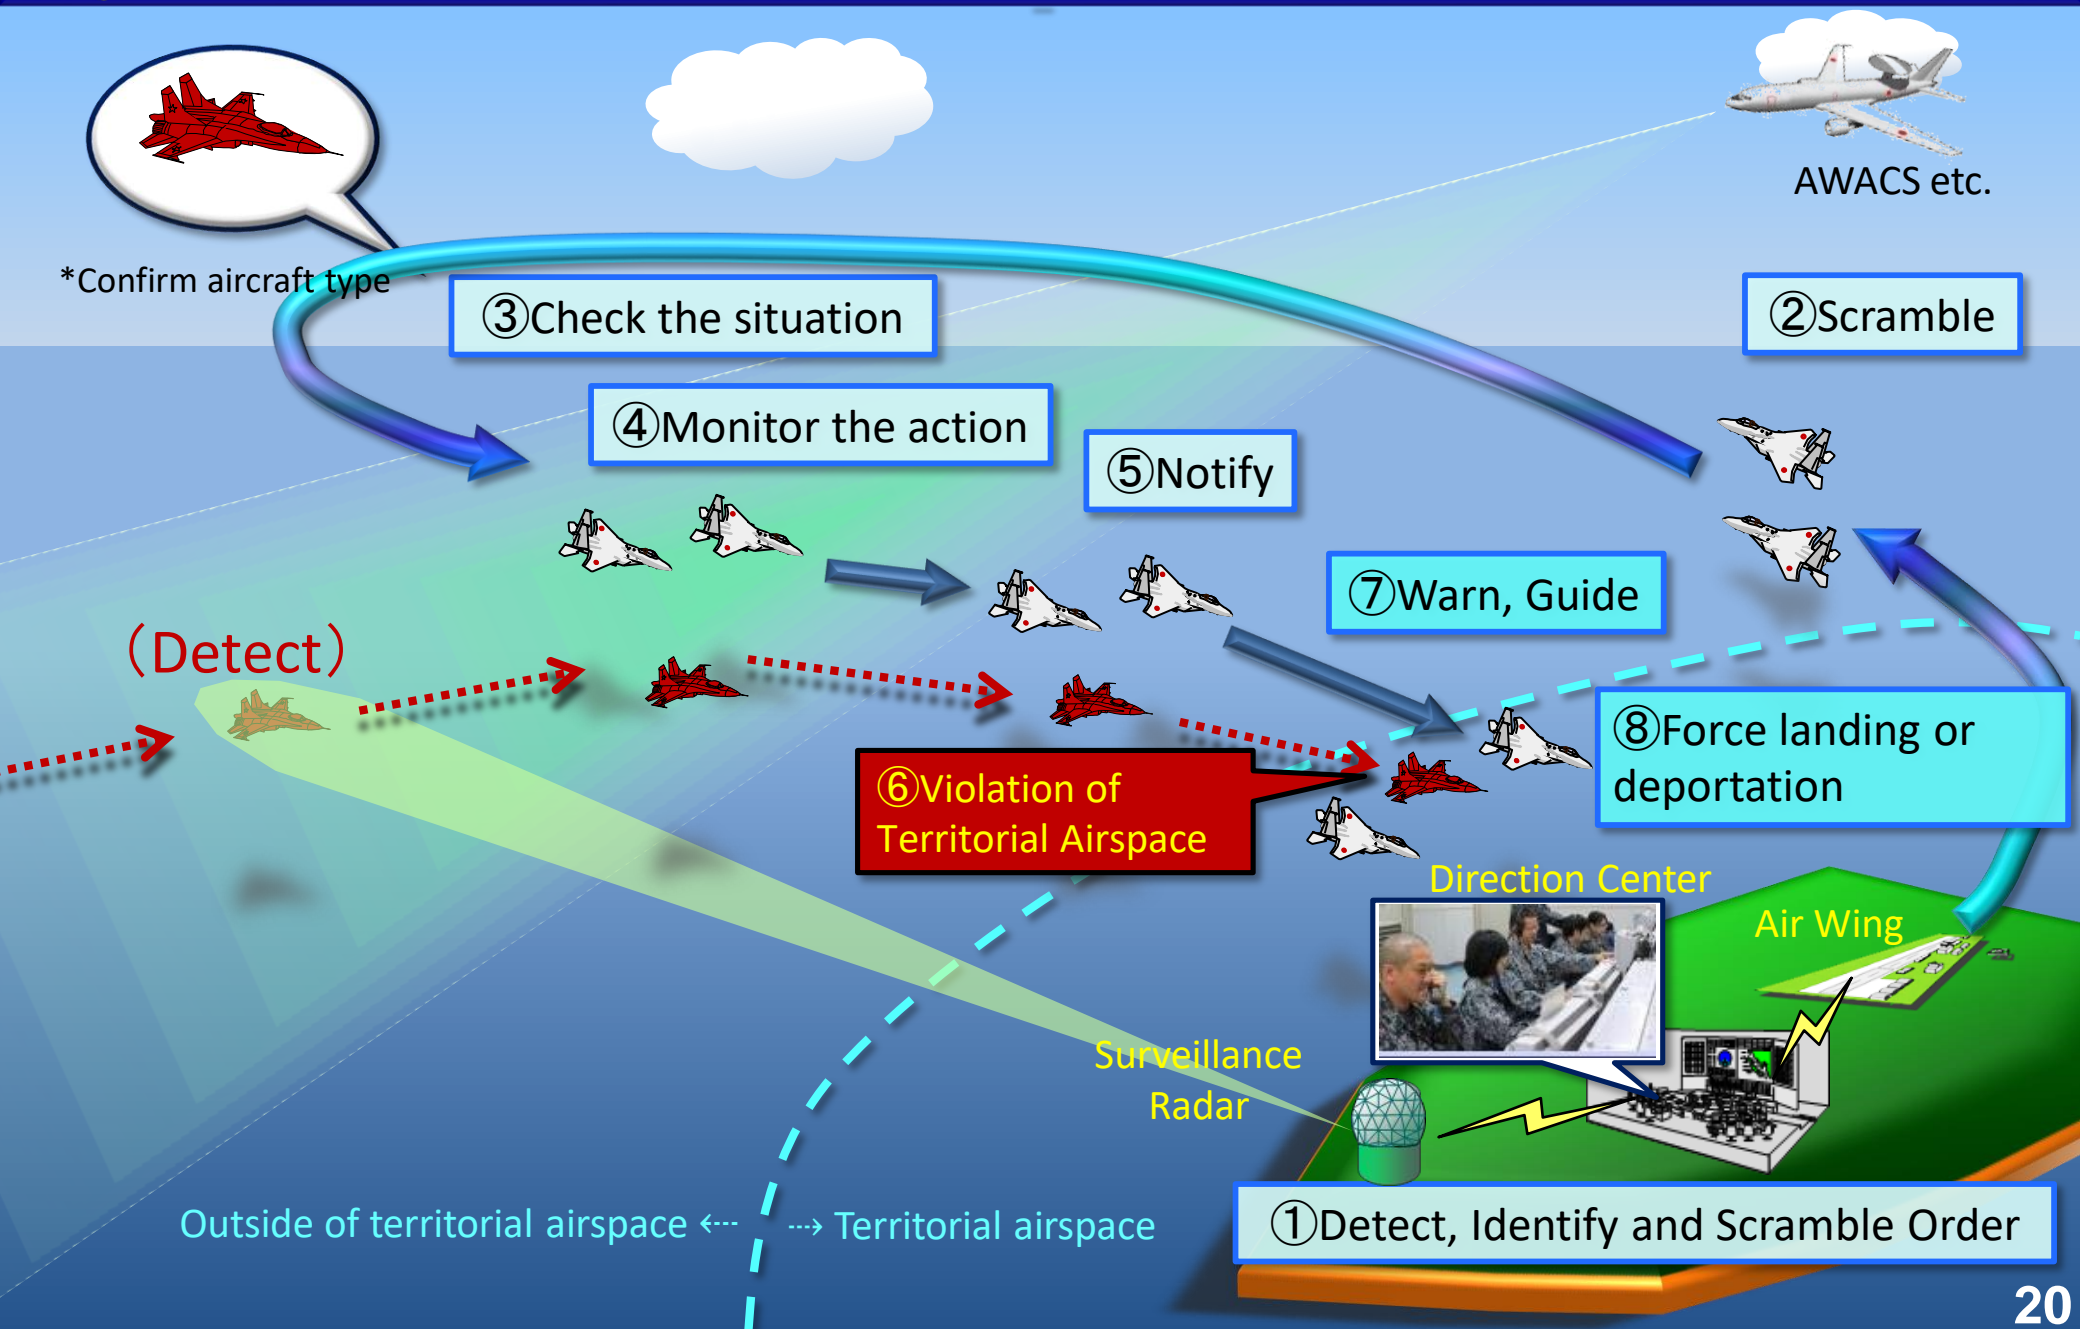 AWACS etc.
*Confirm aircraft type
③Check the situation
②Scramble
④Monitor the action
⑤Notify
⑦Warn, Guide
（Detect）
⑧Force landing or
deportation
⑥Violation of
Territorial Airspace
Direction Center
Air Wing
Surveillance
Radar
Outside of territorial airspace ⇠
⇢ Territorial airspace
①Detect, Identify and Scramble Order
20